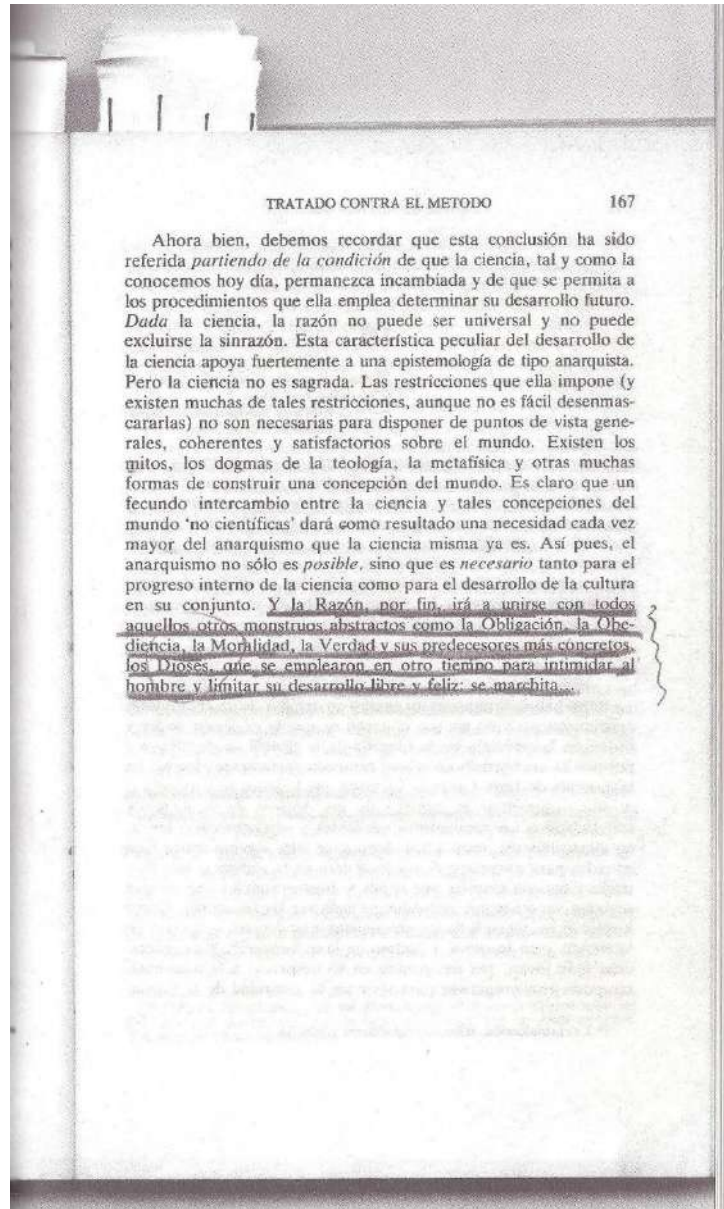 TRATADO CONTRA EL METODO 167
Ahora bien, debemos recordar que esta conclusión ha sido
referida partiendo de la condición de que la ciencia, tal y como la
conocemos hoy día, permanezca incambiada y de que se permita a
los procedimientos que ella emplea determinar su desarrollo futuro.
Dada la ciencia, la razón no puede ser universal y no puede
excluirse la sinrazón. Esta característica peculiar del desarrollo de
la ciencia apoya fuertemente a una epistemología de tipo anarquista.
Pero la ciencia no es sagrada. Las restricciones que ella impone (y
existen muchas de tales restricciones, aunque no es fácil desenmas-
cararlas) no son necesarias para disponer de puntos de vista gene-
rales, coherentes y satisfactorios sobre el mundo. Existen los
mitos, los dogmas de la teología, la metafísica y otras muchas
formas de construir una concepción del mundo. Es claro que un
fecundo intercambio entre la ciencia y tales concepciones del
mundo ‘no científicas’ dará como resultado una necesidad cada vez
mayor del anarquismo que la ciencia misma ya es. Así pues, el
anarquismo no sólo es posible, sino que es necesario tanto para el
progreso interno de la ciencia como para el desarrollo de la cultura
en su conjunto. Y la Razón, por fin, irá a unirse con todos
aquellos otros monstruos abstractos como la Obligación, la Obe-
diencia, la Moralidad, la Verdad y sus predecesores más concretos,
los Dioses, que se emplearon en otro tiempo para intimidar al
hombre y limitar su desarrollo libre y feliz: se marchita...